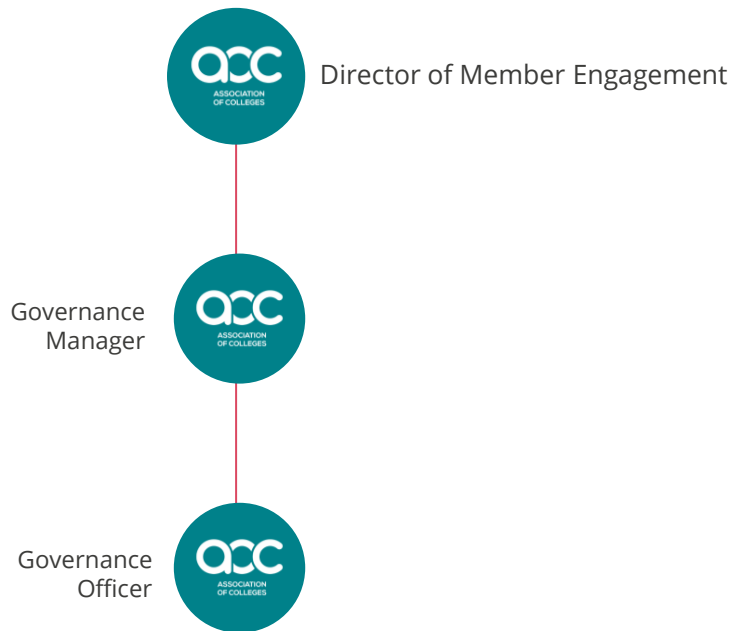 aoc
ASSOCIATION
OF COLLEGES
Director of Member Engagement
Governance
Manager
aoc
ASSOCIATION
OF COLLEGES
Governance
Officer
aoc
ASSOCIATION
OF COLLEGES